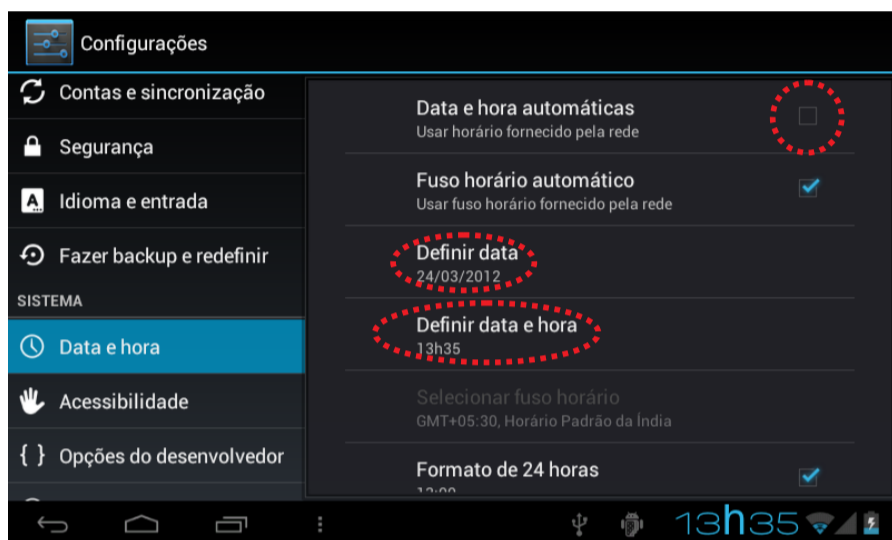 Configurações
Contas e sincronização
Segurança
Idioma e entrada
Fazer backup e redefinir
SISTEMA
Data e hora
Acessibilidade
{ } Opções do desenvolvedor
Data e hora automáticas
Usar horário fornecido pela rede
Fuso horário automático
Usar fuso horário fornecido pela rede
Definir data
24/03/2012
Definir data e hora
13h35
Selecionar fuso horário
GMT+05:30, Horário Padrão da Índia
Formato de 24 horas
13:00
13h35